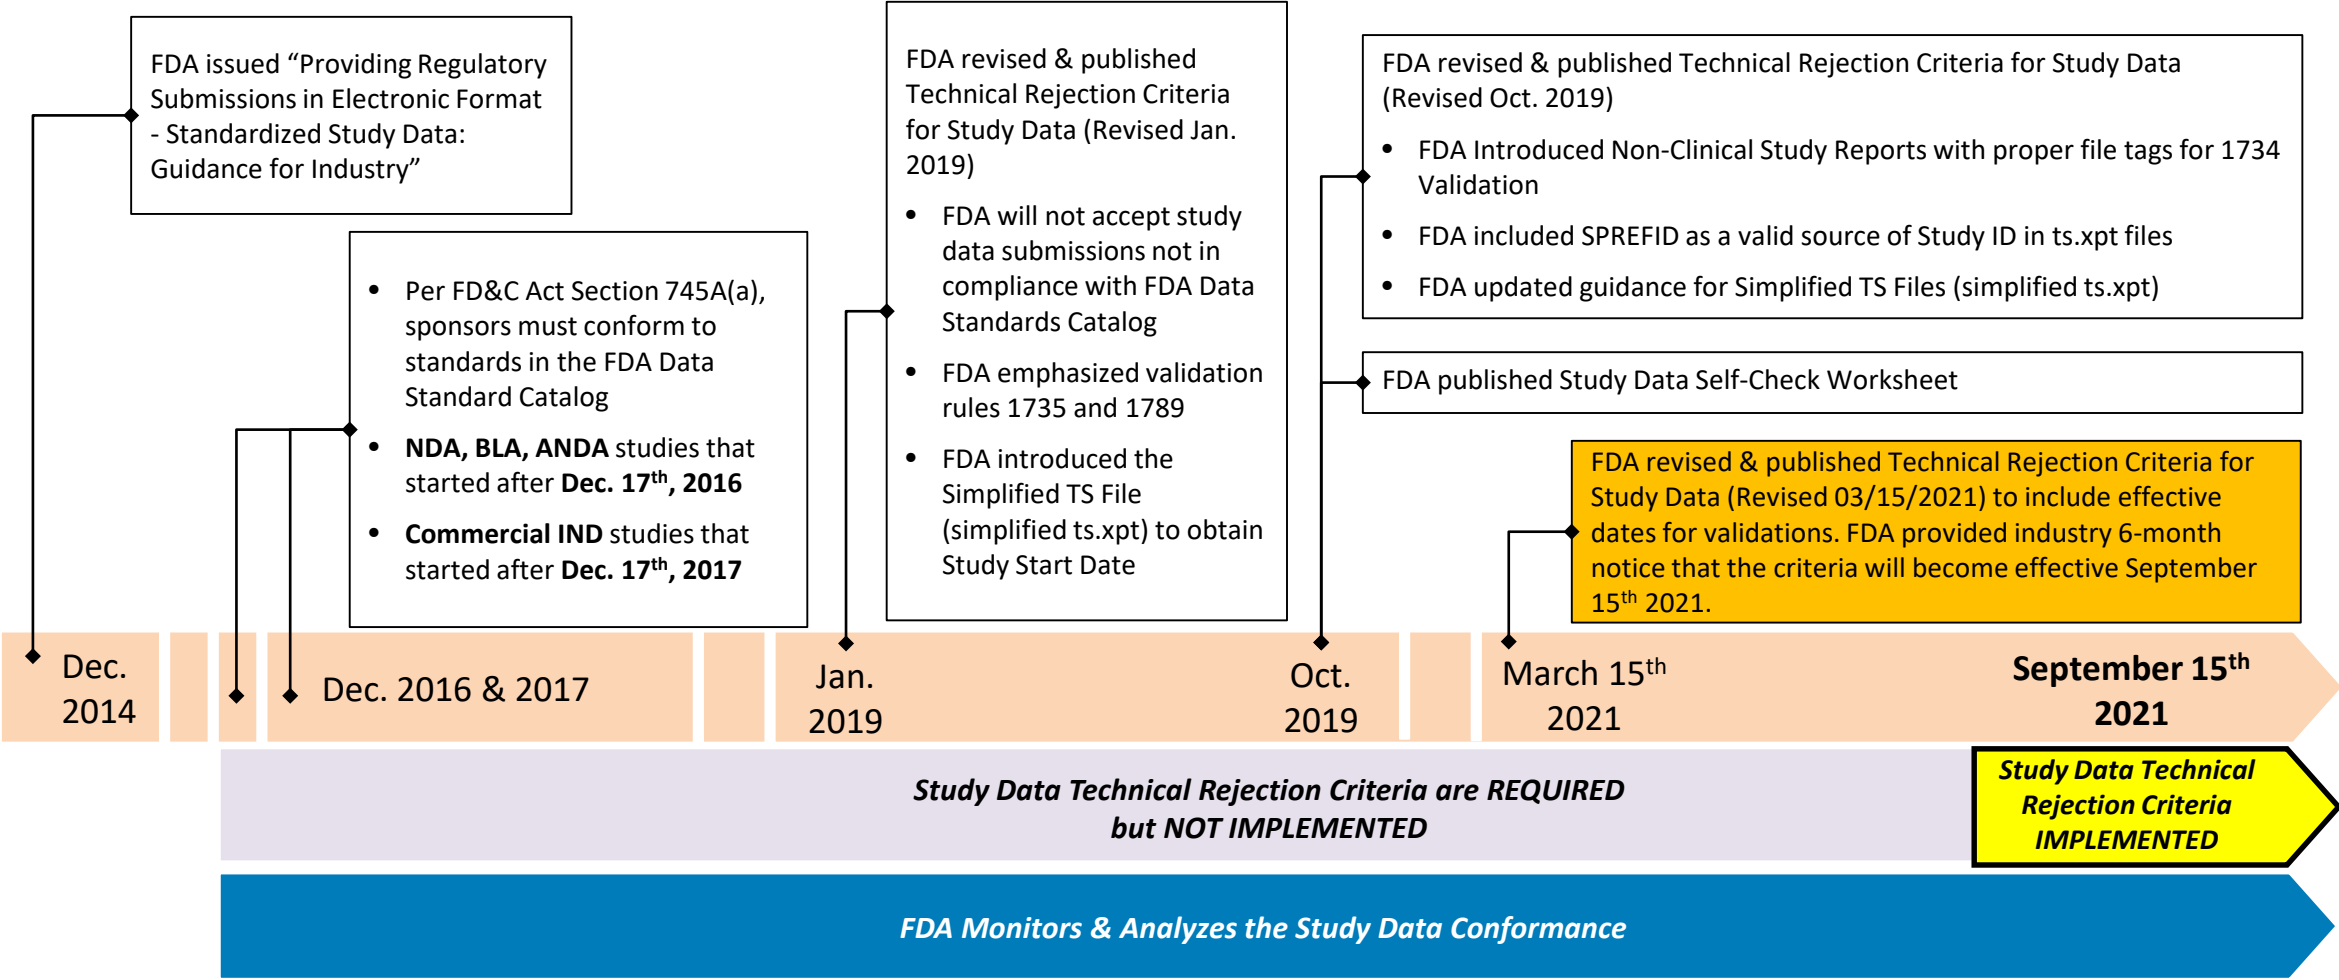 FDA issued “Providing Regulatory
Submissions in Electronic Format
- Standardized Study Data:
Guidance for Industry”
• Per FD&C Act Section 745A(a),
sponsors must conform to
standards in the FDA Data
Standard Catalog
• NDA, BLA, ANDA studies that
started after Dec. 17th, 2016
• Commercial IND studies that
started after Dec. 17th, 2017
FDA revised & published
Technical Rejection Criteria
for Study Data (Revised Jan.
2019)
• FDA will not accept study
data submissions not in
compliance with FDA Data
Standards Catalog
• FDA emphasized validation
rules 1735 and 1789
• FDA introduced the
Simplified TS File
(simplified ts.xpt) to obtain
Study Start Date
FDA revised & published Technical Rejection Criteria for Study Data
(Revised Oct. 2019)
• FDA Introduced Non-Clinical Study Reports with proper file tags for 1734
Validation
• FDA included SPREFID as a valid source of Study ID in ts.xpt files
• FDA updated guidance for Simplified TS Files (simplified ts.xpt)
FDA published Study Data Self-Check Worksheet
FDA revised & published Technical Rejection Criteria for
Study Data (Revised 03/15/2021) to include effective
dates for validations. FDA provided industry 6-month
notice that the criteria will become effective September
15th 2021.
Dec.
2014
Dec. 2016 & 2017
Jan.
2019
Oct.
2019
March 15th
2021
September 15th
2021
Study Data Technical Rejection Criteria are REQUIRED
but NOT IMPLEMENTED
Study Data Technical
Rejection Criteria
IMPLEMENTED
FDA Monitors & Analyzes the Study Data Conformance